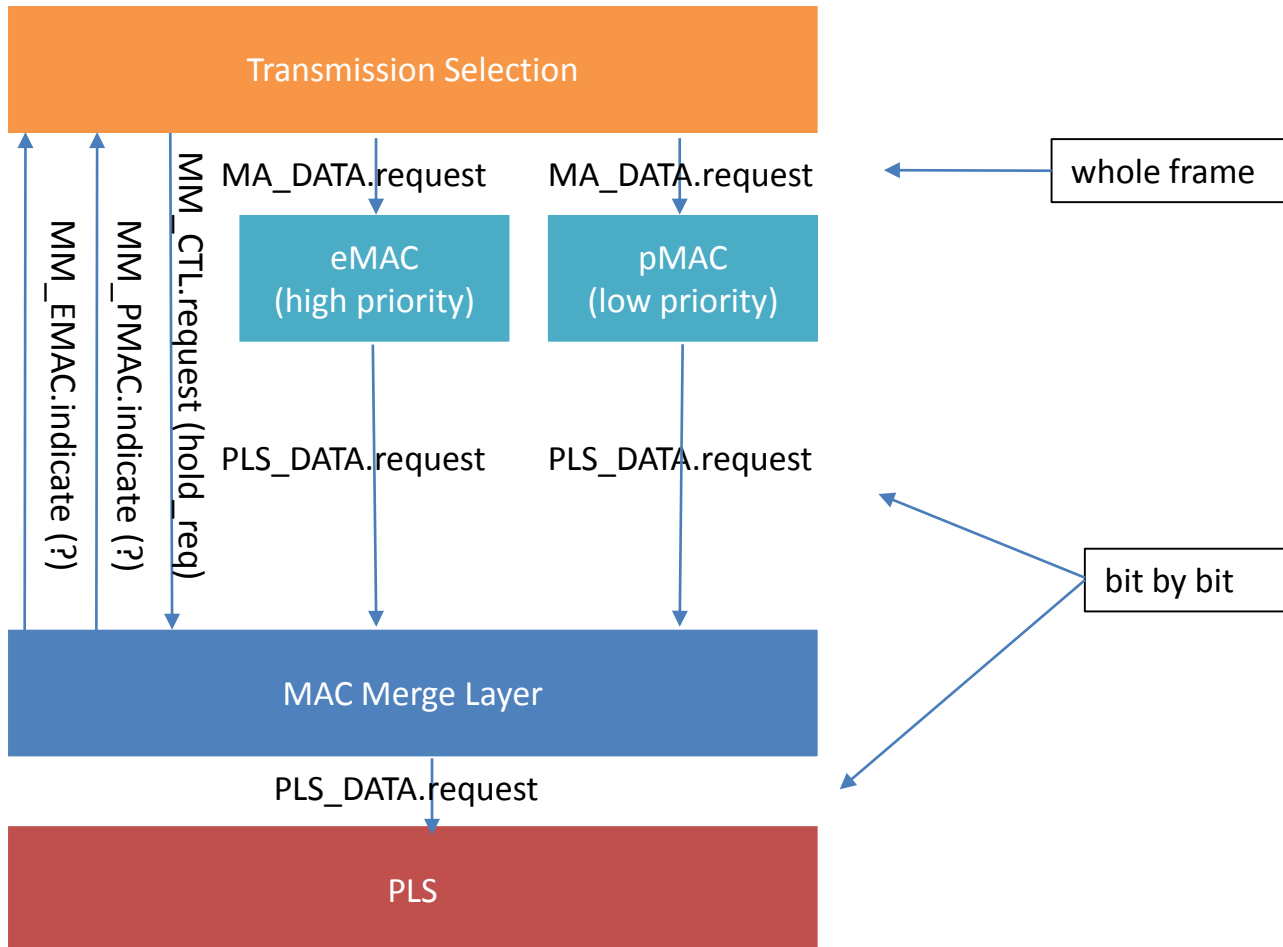 Transmission Selection
MA_DATA.request
MA_DATA.request
whole frame
MM_EMAC.indicate (?)
MM_PMAC.indicate (?)
MM_CTL.request (hold_req)
eMAC
(high priority)
pMAC
(low priority)
PLS_DATA.request
PLS_DATA.request
bit by bit
MAC Merge Layer
PLS_DATA.request
PLS